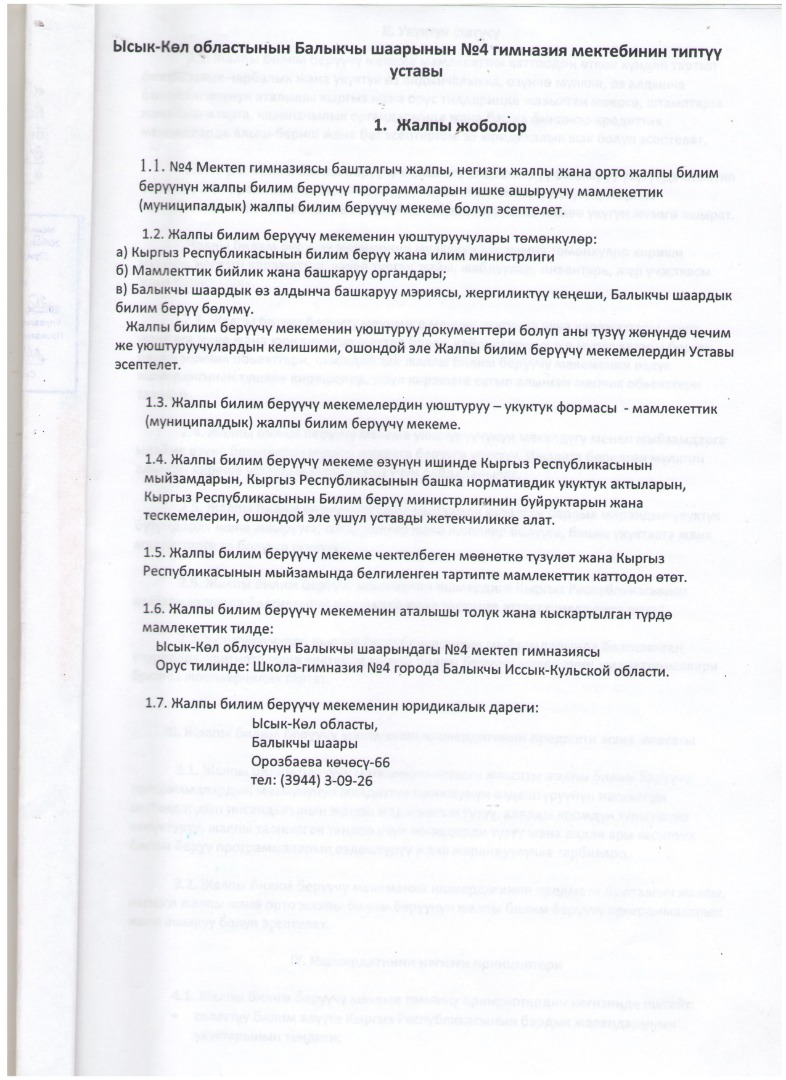 Ысык-Көл областынын Балыкчы шаарынын №4 гимназия мектебинин типтүү
уставы
1. Жалпы жоболор
1.1. №4 Мектеп гимназиясы башталгыч жалпы, негизги жалпы жана орто жалпы билим
берүүнүн жалпы билим берүүчү программаларын ишке ашыруучу мамлекеттик
(муниципалдык) жалпы билим берүүчү мекеме болуп эсептелет.
1.2. Жалпы билим берүүчү мекеменин уюштуруучулары төмөнкүлөр:
а) Кыргыз Республикасынын билим берүү жана илим министрлиги
б) Мамлекттик бийлик жана башкаруу органдары;
в) Балыкчы шаардык өз алдынча башкаруу мэриясы, жергиликтүү кеңеши, Балыкчы шаардык
билим берүү бөлүмү.
Жалпы билим берүүчү мекеменин уюштуруу документтери болуп аны түзүү жөнүндө чечим
же уюштуруучулардын келишими, ошондой эле Жалпы билим берүүчү мекемелердин Уставы
эсептелет.
1.3. Жалпы билим берүүчү мекемелердин уюштуруу – укуктук формасы - мамлекеттик
(муниципалдык) жалпы билим берүүчү мекеме.
1.4. Жалпы билим берүүчү мекеме өзүнүн ишинде Кыргыз Республикасынын
мыйзамдарын, Кыргыз Республикасынын башка нормативдик укуктук актыларын,
Кыргыз Республикасынын Билим берүү министрлигинин буйруктарын жана
тескемелерин, ошондой эле ушул уставды жетекчиликке алат.
1.5. Жалпы билим берүүчү мекеме чектелбеген мөөнөткө түзүлөт жана Кыргыз
Республикасынын мыйзамында белгиленген тартипте мамлекеттик каттодон өтөт.
1.6. Жалпы билим берүүчү мекеменин аталышы толук жана кыскартылган түрдө
мамлекеттик тилде:
Ысык-Көл облусунун Балыкчы шаарындагы №4 мектеп гимназиясы
Орус тилинде: Школа-гимназия №4 города Балыкчы Иссык-Кульской области.
1.7. Жалпы билим берүүчү мекеменин юридикалык дареги:
Ысык-Көл областы,
Балыкчы шаары
Орозбаева көчөсү-66
тел: (3944) 3-09-26